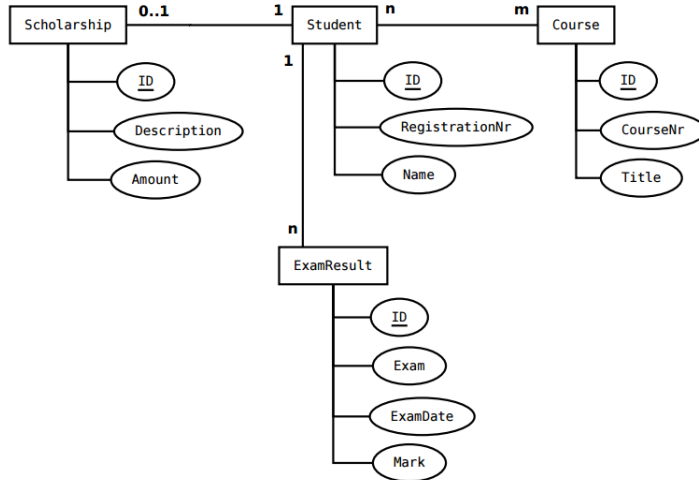 Scholarship 0..1 1 Student n m Course
1
ID ID ID
Description RegistrationNr CourseNr
Amount Name Title
n
ExamResult
ID
Exam
ExamDate
Mark